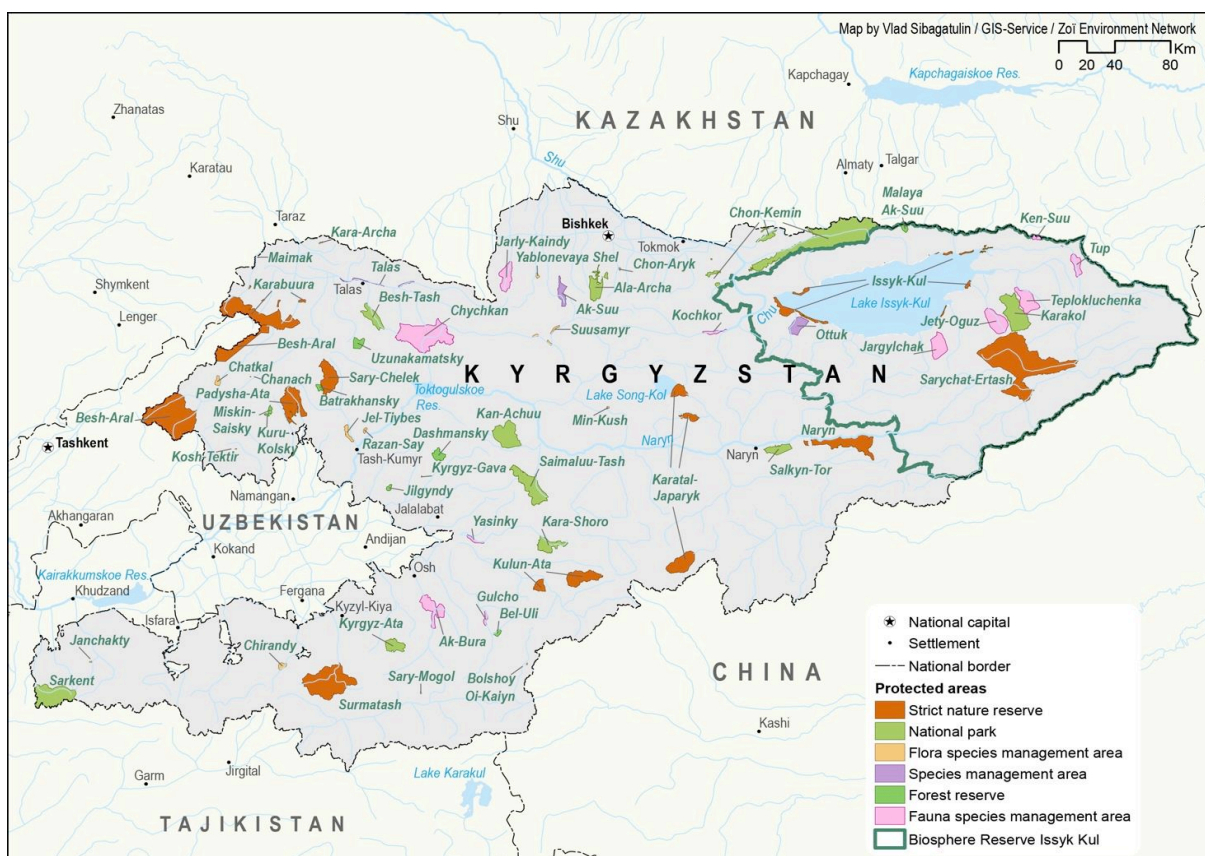 Map by Vlad Sibagatulin / GIS-Service / Zoï Environment Network
0 20 40 80
Km
Kapchagay
Kapchagaiskoe Res.
Zhanatas
Shu
KAZAKHSTAN
Shu
Karatau
Almaty
Talgar
Taraz
Bishkek
Chon-Kemin
Malaya
Ak-Suu
Ken-Suu
Kara-Archa
Tokmok
Tup
Maimak
Jarly-Kaindy
Yablonevaya Shel
Chon-Aryk
Talas
Issyk-Kul
Shymkent
Karabuura
Talas
Besh-Tash
Ala-Archa
Lake Issyk-Kul
Teplokluchenka
Chychkan
Ak-Suu
Kochkor
Chu
Karakol
Lenger
Suusamyr
Ottuk
Jety-Oguz
Besh-Aral
Uzunakamatsky
Jargylchak
Chatkal
Sary-Chelek
KYRGYZSTAN
Chanach
Sarychat-Ertash
Padysha-Ata
Batrakhansky
Toktogulskoe
Res.
Lake Song-Kol
Besh-Aral
Miskin-
Saisky
Jel-Tiybes
Kan-Achuu
Min-Kush
Kuru-
Kolsky
Razan-Say
Dashmansky
Naryn
Naryn
Tashkent
Kosh-Tektir
Tash-Kumyr
Kyrgyz-Gava
Saimaluu-Tash
Naryn
Salkyn-Tor
Namangan
Jilgyndy
Karatal-
Japaryk
Akhangaran
UZBEKISTAN
Jalalabat
Yasinky
Kara-Shoro
Kokand
Andijan
Kairakkumskoe Res.
Osh
Kulun-Ata
Khudzand
Fergana
Gulcho
Isfara
Kyzyl-Kiya
Bel-Uli
Kyrgyz-Ata
Ak-Bura
Janchakty
Chirandy
CHINA
Sarkent
Sary-Mogol
Bolshoy
Oi-Kaiyn
Surmatash
Kashi
Garm
Jirgital
Lake Karakul
TAJIKISTAN
National capital
Settlement
National border
Protected areas
Strict nature reserve
National park
Flora species management area
Species management area
Forest reserve
Fauna species management area
Biosphere Reserve Issyk Kul